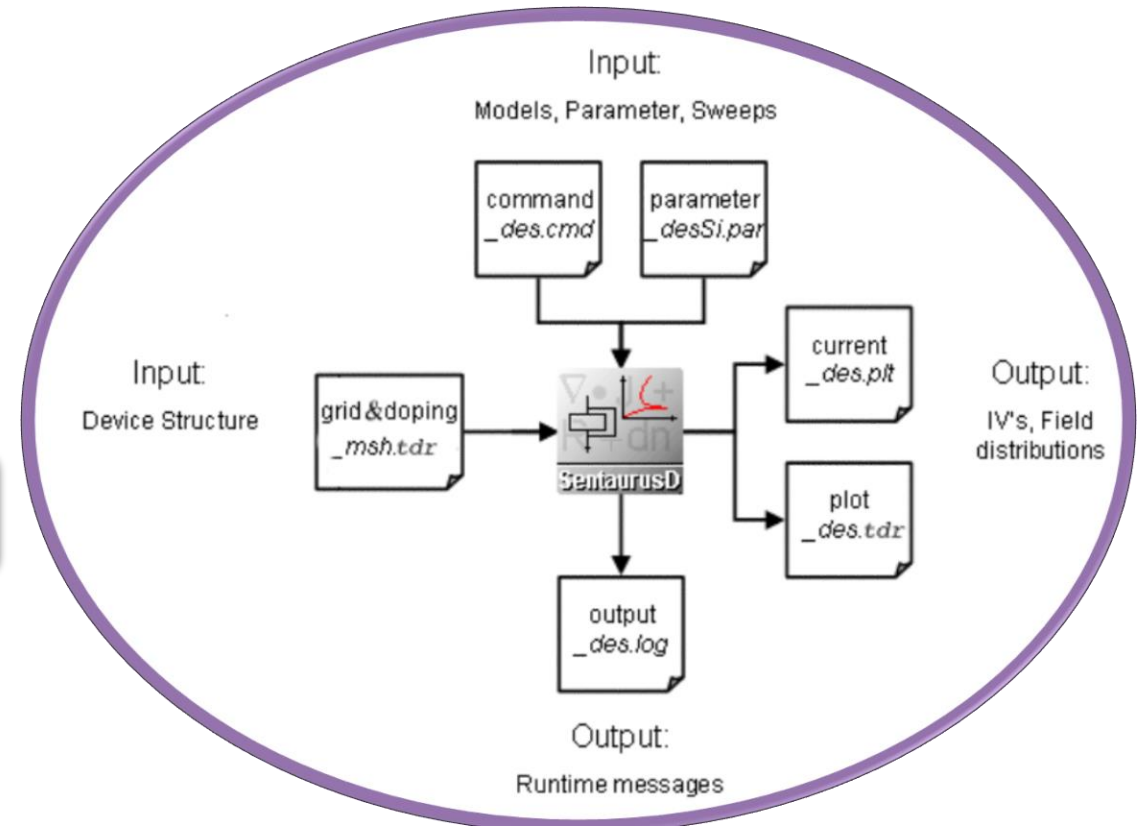 Input:
Models, Parameter, Sweeps
command
_des.cmd
parameter
_desSi.par
Input:
Device Structure
grid&doping
_msh.tdr
SentaurusD
current
_des.plt
plot
_des.tdr
Output:
IV's, Field
distributions
output
_des.log
Output:
Runtime messages